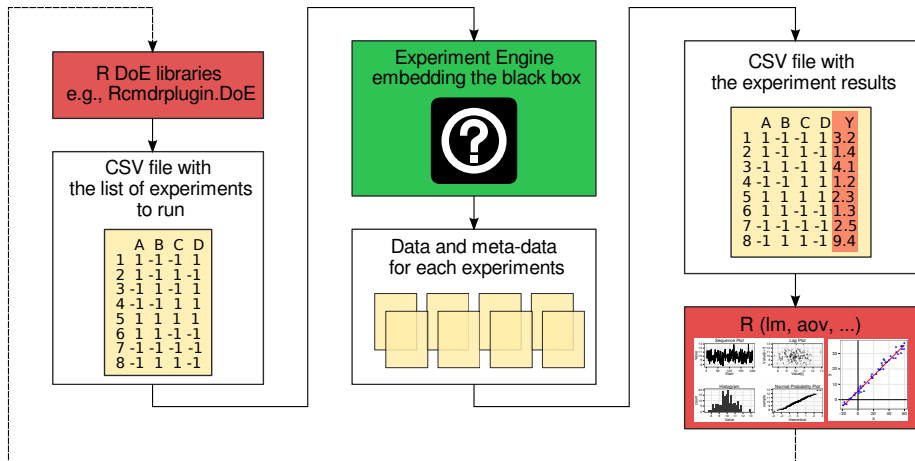 R DoE libraries
e.g., Rcmdrplugin.DoE
CSV file with
the list of experiments
to run
A B C D
1 1 -1 -1 1
2 1 -1 1 -1
3 -1 1 -1 1
4 -1 -1 1 1
5 1 1 1 1
6 1 1 -1 -1
7 -1 -1 -1 -1
8 -1 1 1 -1
Experiment Engine
embedding the black box
?
Data and meta-data
for each experiments
CSV file with
the experiment results
A B C D Y
1 1 -1 -1 1 3.2
2 1 -1 1 -1 1.4
3 -1 1 -1 1 4.1
4 -1 -1 1 1 1.2
5 1 1 1 1 2.3
6 1 1 -1 -1 1.3
7 -1 -1 -1 -1 2.5
8 -1 1 1 -1 9.4
R (lm, aov, ...)
Sequence Plot
Lag Plot
Histogram
Normal Probability Plot
Value
theoretical